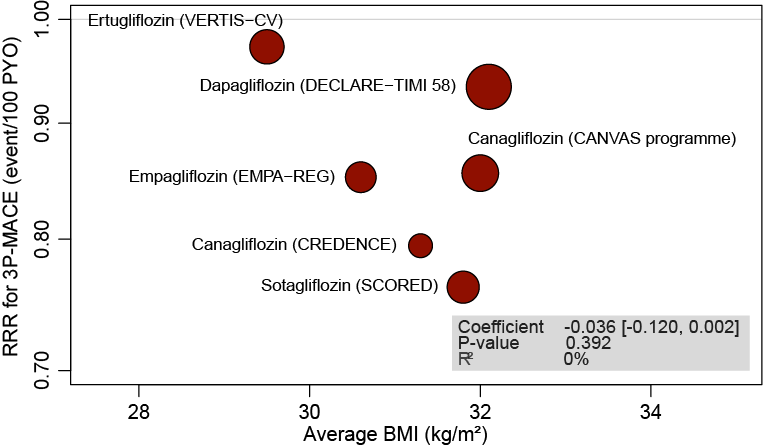 1.00
Ertugliflozin (VERTIS−CV)
Dapagliflozin (DECLARE−TIMI 58)
0.90
Canagliflozin (CANVAS programme)
Empagliflozin (EMPA−REG)
0.80
Canagliflozin (CREDENCE)
Sotagliflozin (SCORED)
Coefficient -0.036 [-0.120, 0.002]
P-value 0.392
R² 0%
0.70
RRR for 3P-MACE (event/100 PYO)
28 30 32 34
Average BMI (kg/m²)